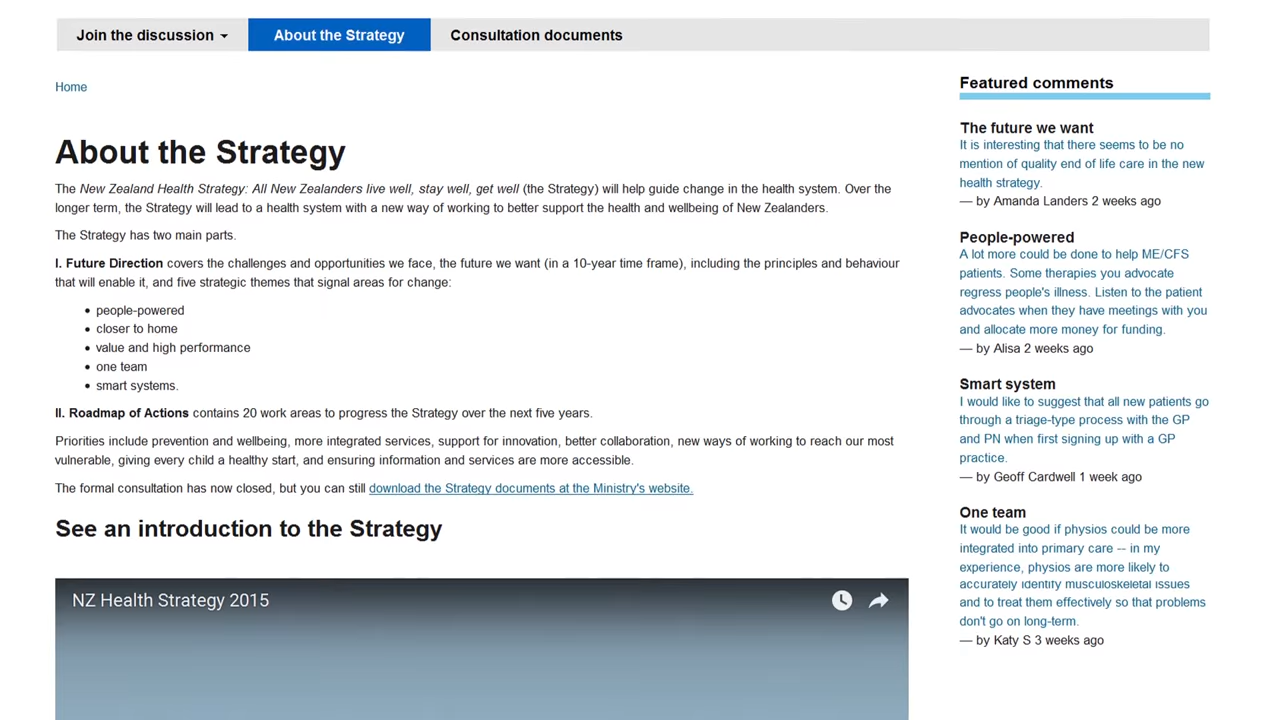 Join the discussion
About the Strategy
Consultation documents
Home
About the Strategy
The New Zealand Health Strategy: All New Zealanders live well, stay well, get well (the Strategy) will help guide change in the health system. Over the
longer term, the Strategy will lead to a health system with a new way of working to better support the health and wellbeing of New Zealanders.
The Strategy has two main parts.
I. Future Direction covers the challenges and opportunities we face, the future we want (in a 10-year time frame), including the principles and behaviour
that will enable it, and five strategic themes that signal areas for change:
• people-powered
• closer to home
• value and high performance
• one team
• smart systems.
II. Roadmap of Actions contains 20 work areas to progress the Strategy over the next five years.
Priorities include prevention and wellbeing, more integrated services, support for innovation, better collaboration, new ways of working to reach our most
vulnerable, giving every child a healthy start, and ensuring information and services are more accessible.
The formal consultation has now closed, but you can still download the Strategy documents at the Ministry's website.
See an introduction to the Strategy
NZ Health Strategy 2015
Featured comments
The future we want
It is interesting that there seems to be no
mention of quality end of life care in the new
health strategy.
— by Amanda Landers 2 weeks ago
People-powered
A lot more could be done to help ME/CFS
patients. Some therapies you advocate
regress people's illness. Listen to the patient
advocates when they have meetings with you
and allocate more money for funding.
— by Alisa 2 weeks ago
Smart system
I would like to suggest that all new patients go
through a triage-type process with the GP
and PN when first signing up with a GP
practice.
— by Geoff Cardwell 1 week ago
One team
It would be good if physios could be more
integrated into primary care -- in my
experience, physios are more likely to
accurately identify musculoskeletal issues
and to treat them effectively so that problems
don't go on long-term.
— by Katy S 3 weeks ago